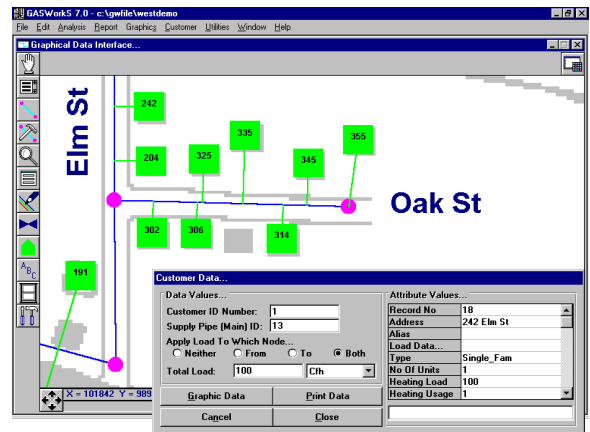 GASWorkS 7.0 - c:\gwfile\westdemo
File Edit Analysis Report Graphics Customer Utilities Window Help
Graphical Data Interface...
Elm St
242
204
325
335
345
355
302
306
314
Oak St
191
ABC
X = 101842 Y = 989
Customer Data...
Data Values...
Customer ID Number: 1
Supply Pipe (Main) ID: 13
Apply Load To Which Node...
Neither From To Both
Total Load: 100 Cfh
Graphic Data Print Data
Cancel Close
Attribute Values...
Record No 18
Address 242 Elm St
Alias
Load Data...
Type Single_Fam
No Of Units 1
Heating Load 100
Heating Usage 1